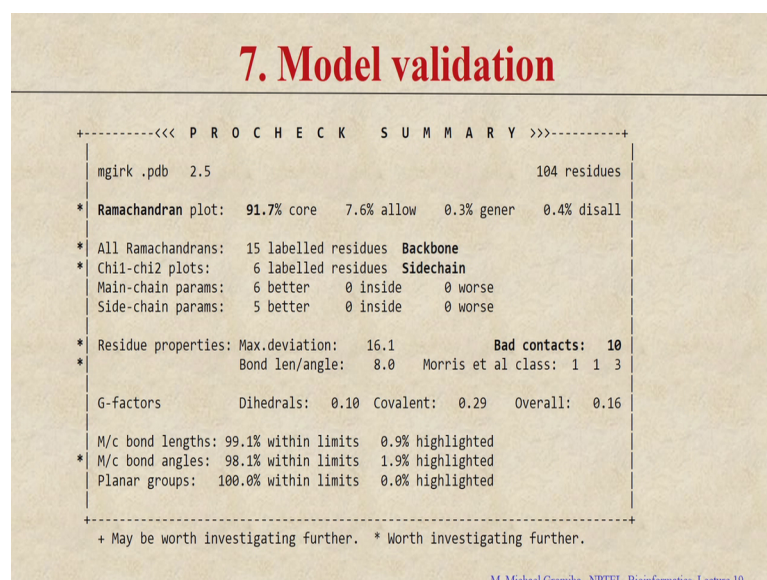 7. Model validation
+----------<<< P R O C H E C K S U M M A R Y >>>----------+
mgirk .pdb 2.5 104 residues
* Ramachandran plot: 91.7% core 7.6% allow 0.3% gener 0.4% disall
* All Ramachandrans: 15 labelled residues Backbone
* Chi1-chi2 plots: 6 labelled residues Sidechain
Main-chain params: 6 better 0 inside 0 worse
Side-chain params: 5 better 0 inside 0 worse
* Residue properties: Max.deviation: 16.1 Bad contacts: 10
* Bond len/angle: 8.0 Morris et al class: 1 1 3
G-factors Dihedrals: 0.10 Covalent: 0.29 Overall: 0.16
M/c bond lengths: 99.1% within limits 0.9% highlighted
* M/c bond angles: 98.1% within limits 1.9% highlighted
Planar groups: 100.0% within limits 0.0% highlighted
+ May be worth investigating further. * Worth investigating further.
M. Michael Gromiha, NPTEL, Bioinformatics, Lecture 10